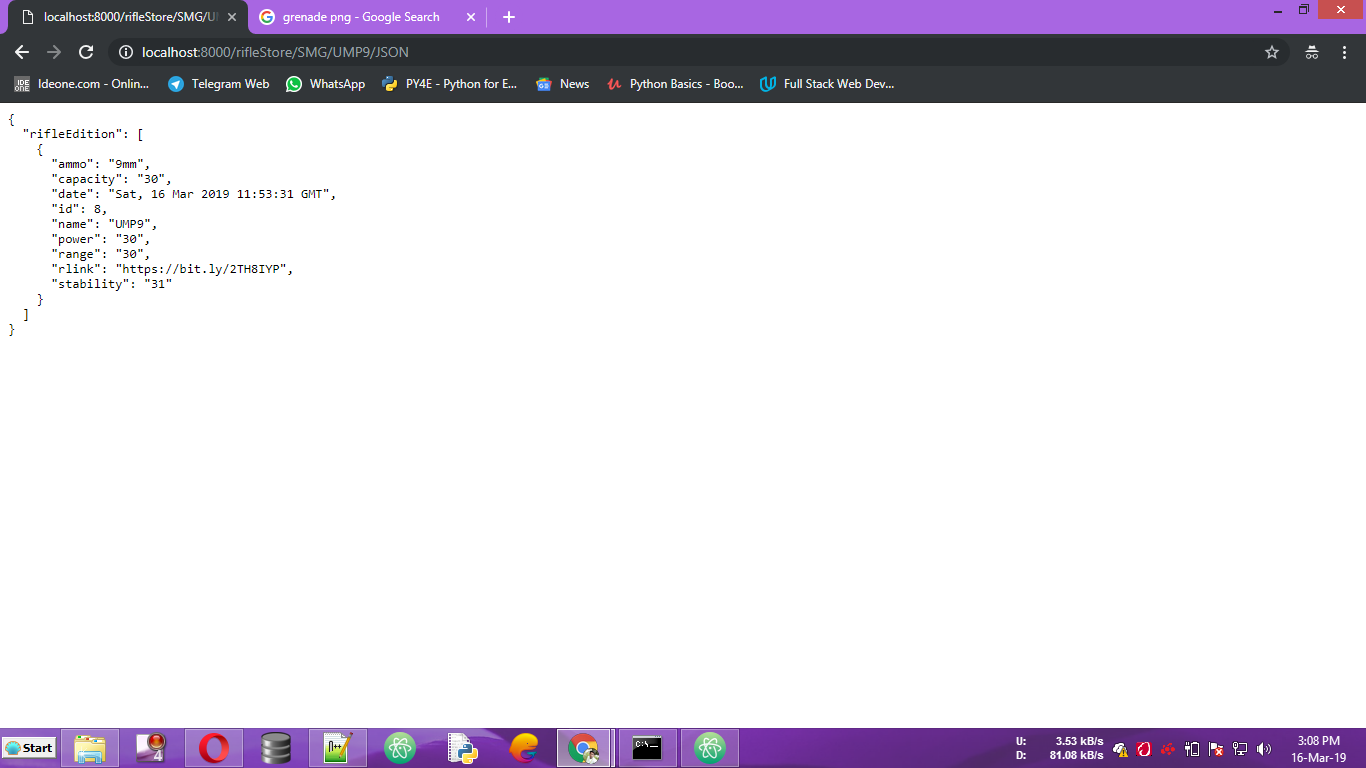 localhost:8000/rifleStore/SMG/U
grenade png - Google Search
localhost:8000/rifleStore/SMG/UMP9/JSON
IDE ONE
Ideone.com - Onlin...
Telegram Web
WhatsApp
PY4E - Python for E...
News
Python Basics - Boo...
Full Stack Web Dev...
{
"rifleEdition": [
{
"ammo": "9mm",
"capacity": "30",
"date": "Sat, 16 Mar 2019 11:53:31 GMT",
"id": 8,
"name": "UMP9",
"power": "30",
"range": "30",
"rlink": "https://bit.ly/2TH8IYP",
"stability": "31"
}
]
}
Start
4
n++
C:\._
U: 3.53 kB/s
D: 81.08 kB/s
3:08 PM
16-Mar-19